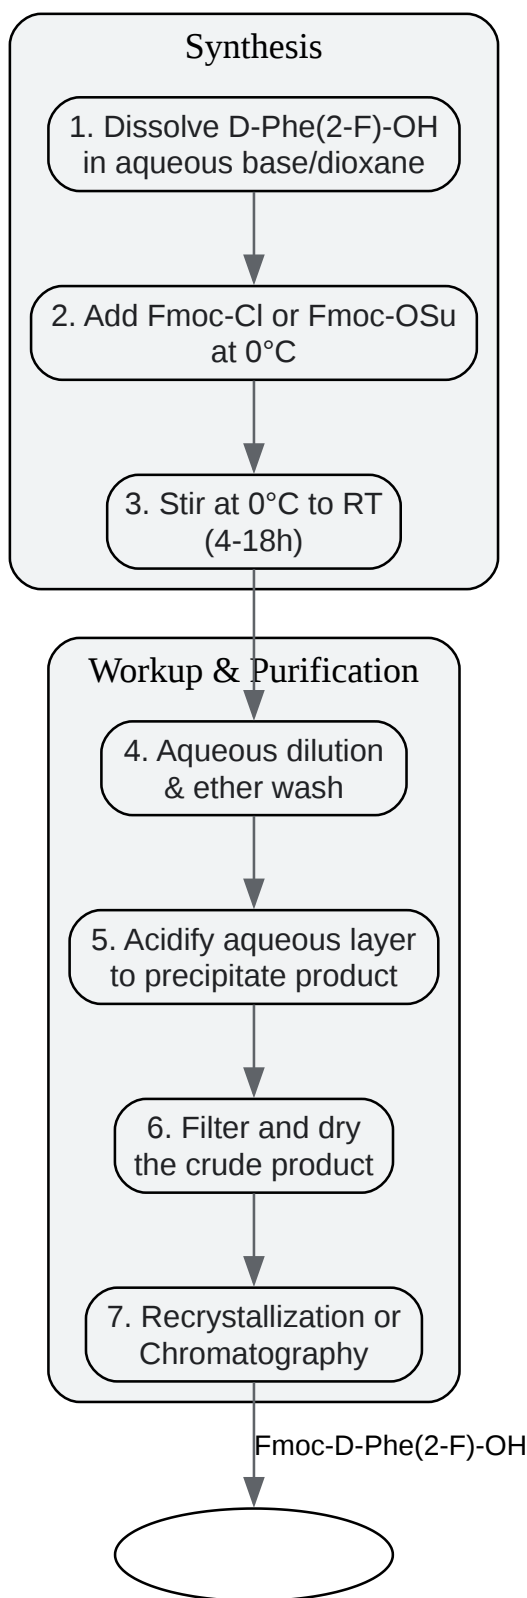 Synthesis
1. Dissolve D-Phe(2-F)-OH
in aqueous base/dioxane
2. Add Fmoc-Cl or Fmoc-OSu
at 0°C
3. Stir at 0°C to RT
(4-18h)
Workup & Purification
4. Aqueous dilution
& ether wash
5. Acidify aqueous layer
to precipitate product
6. Filter and dry
the crude product
7. Recrystallization or
Chromatography
Fmoc-D-Phe(2-F)-OH